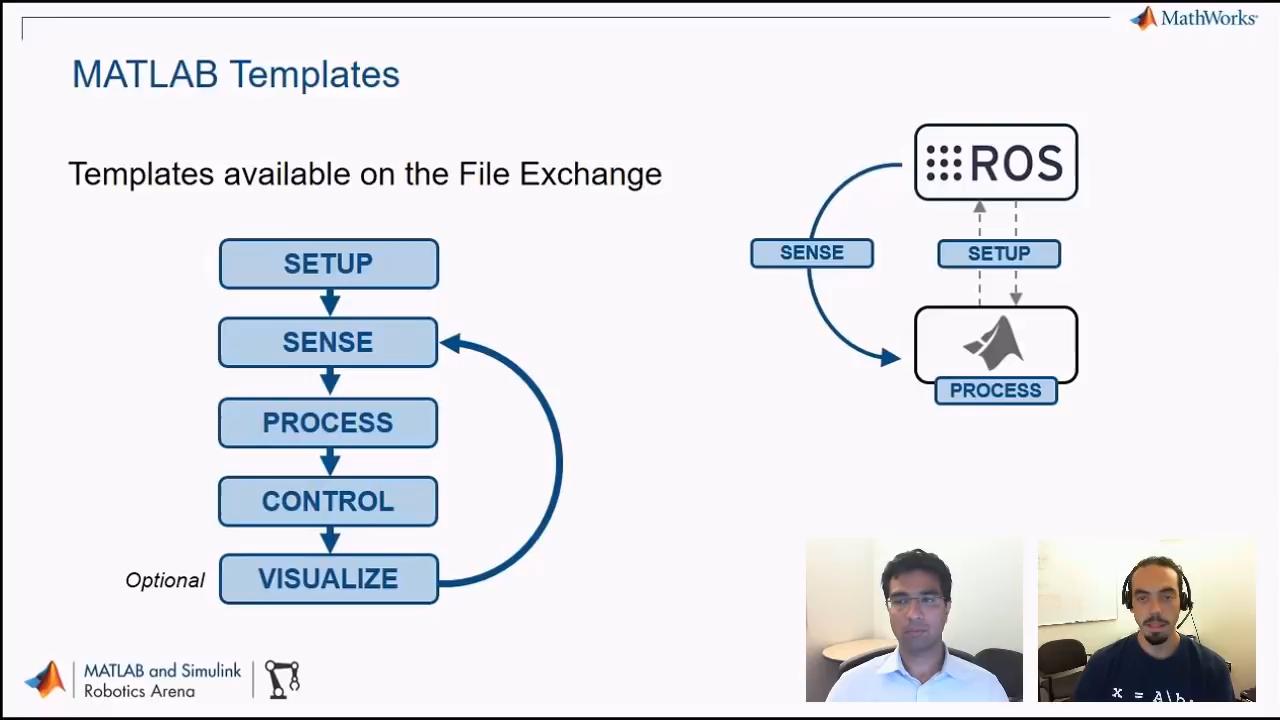 MathWorks
MATLAB Templates
Templates available on the File Exchange
SETUP
SENSE
PROCESS
CONTROL
Optional
VISUALIZE
ROS
SENSE
SETUP
PROCESS
MATLAB and Simulink
Robotics Arena
x = A\b;